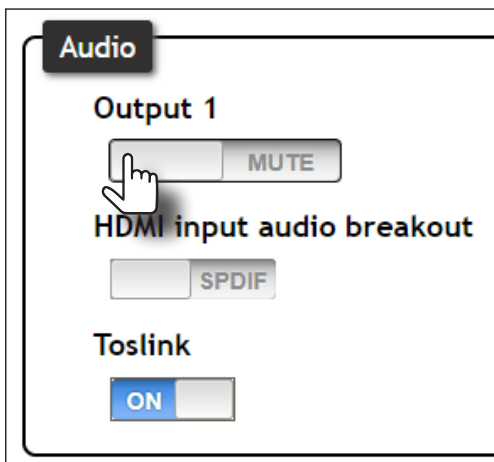 Audio
Output 1
MUTE
HDMI input audio breakout
SPDIF
Toslink
ON